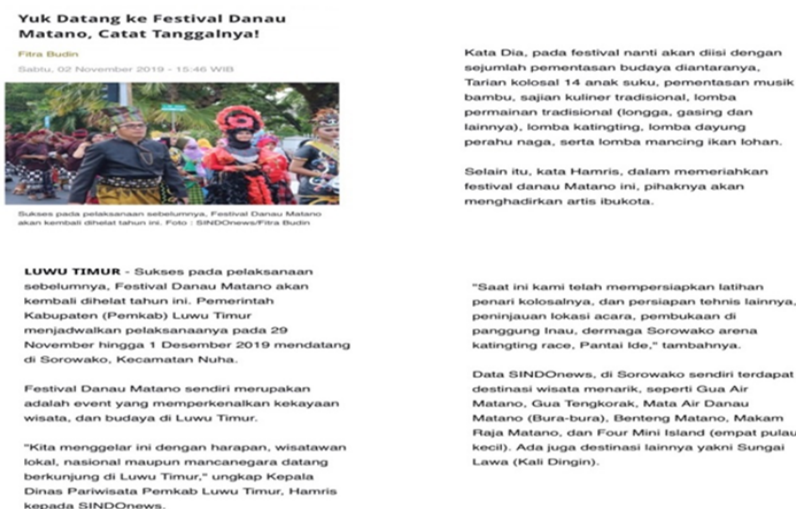 Yuk Datang ke Festival Danau
Matano, Catat Tanggalnya!
Fitra Budin
Sabtu, 02 November 2019 - 15:46 WIB
Sukses pada pelaksanaan sebelumnya, Festival Danau Matano
akan kembali dihelat tahun ini. Foto : SINDOnews/Fitra Budin
LUWU TIMUR - Sukses pada pelaksanaan
sebelumnya, Festival Danau Matano akan
kembali dihelat tahun ini. Pemerintah
Kabupaten (Pemkab) Luwu Timur
menjadwalkan pelaksanaanya pada 29
November hingga 1 Desember 2019 mendatang
di Sorowako, Kecamatan Nuha.
Festival Danau Matano sendiri merupakan
adalah event yang memperkenalkan kekayaan
wisata, dan budaya di Luwu Timur.
"Kita menggelar ini dengan harapan, wisatawan
lokal, nasional maupun mancanegara datang
berkunjung di Luwu Timur," ungkap Kepala
Dinas Pariwisata Pemkab Luwu Timur, Hamris
kepada SINDOnews.
Kata Dia, pada festival nanti akan diisi dengan
sejumlah pementasan budaya diantaranya,
Tarian kolosal 14 anak suku, pementasan musik
bambu, sajian kuliner tradisional, lomba
permainan tradisional (longga, gasing dan
lainnya), lomba katingting, lomba dayung
perahu naga, serta lomba mancing ikan lohan.
Selain itu, kata Hamris, dalam memeriahkan
festival danau Matano ini, pihaknya akan
menghadirkan artis ibukota.
"Saat ini kami telah mempersiapkan latihan
penari kolosalnya, dan persiapan tehnis lainnya,
peninjauan lokasi acara, pembukaan di
panggung Inau, dermaga Sorowako arena
katingting race, Pantai Ide," tambahnya.
Data SINDOnews, di Sorowako sendiri terdapat
destinasi wisata menarik, seperti Gua Air
Matano, Gua Tengkorak, Mata Air Danau
Matano (Bura-bura), Benteng Matano, Makam
Raja Matano, dan Four Mini Island (empat pulau
kecil). Ada juga destinasi lainnya yakni Sungai
Lawa (Kali Dingin).